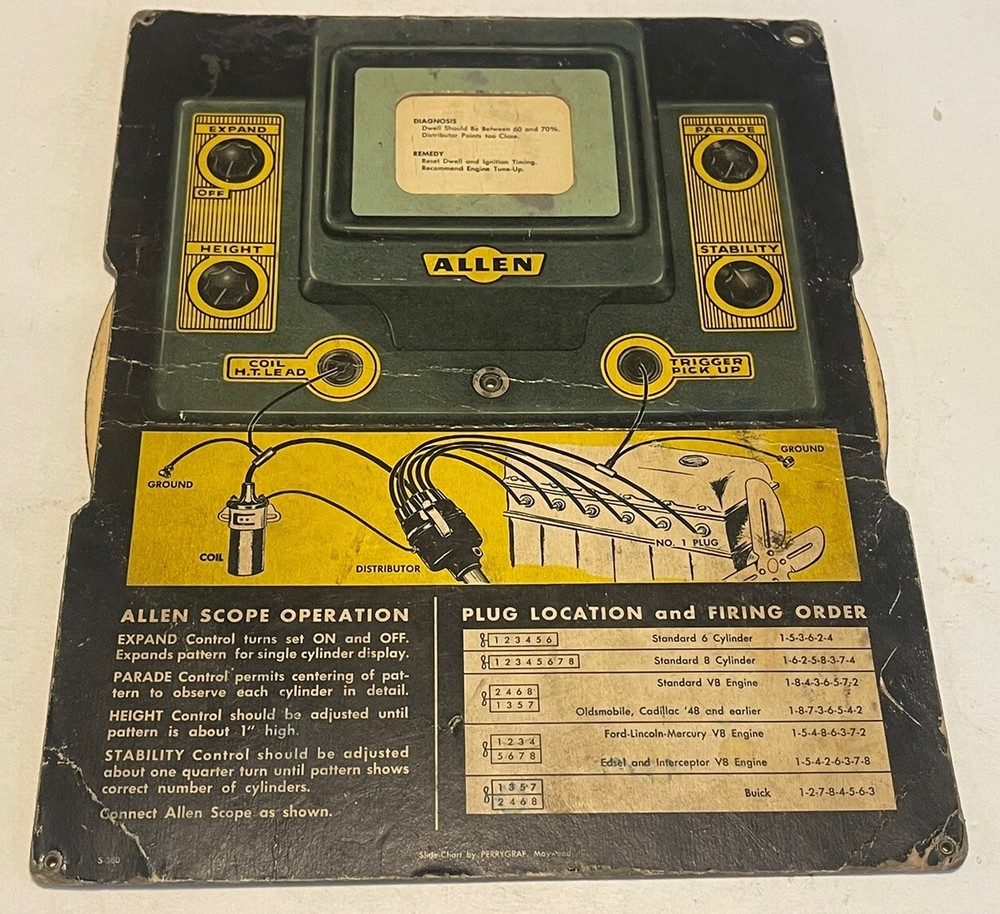 EXPAND
OFF
HEIGHT
DIAGNOSIS
Dwell Should Be Between 60 and 70%.
Distributor Points too Close.
REMEDY
Reset Dwell and Ignition Timing.
Recommend Engine Tune-Up.
PARADE
STABILITY
ALLEN
COIL
H.T. LEAD
TRIGGER
PICK UP
GROUND
COIL
DISTRIBUTOR
NO. 1 PLUG
GROUND
ALLEN SCOPE OPERATION
EXPAND Control turns set ON and OFF.
Expands pattern for single cylinder display.
PARADE Control permits centering of pat-
tern to observe each cylinder in detail.
HEIGHT Control should be adjusted until
pattern is about 1" high.
STABILITY Control should be adjusted
about one quarter turn until pattern shows
correct number of cylinders.
Connect Allen Scope as shown.
PLUG LOCATION and FIRING ORDER
1 2 3 4 5 6 Standard 6 Cylinder 1-5-3-6-2-4
1 2 3 4 5 6 7 8 Standard 8 Cylinder 1-6-2-5-8-3-7-4
2 4 6 8 Standard V8 Engine 1-8-4-3-6-5-7-2
1 3 5 7 Oldsmobile, Cadillac '48 and earlier 1-8-7-3-6-5-4-2
1 2 3 4 Ford-Lincoln-Mercury V8 Engine 1-5-4-8-6-3-7-2
5 6 7 8 Edsel and Interceptor V8 Engine 1-5-4-2-6-3-7-8
1 3 5 7
2 4 6 8 Buick 1-2-7-8-4-5-6-3
S-380
Slide-Chart by PERRYGRAF,